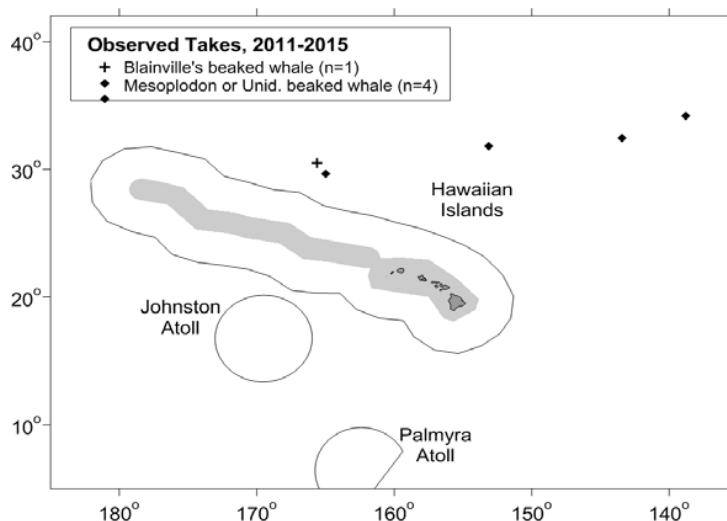 40°
Observed Takes, 2011-2015
Blainville's beaked whale (n=1)
Mesoplodon or Unid. beaked whale (n=4)
30°
Hawaiian
Islands
20°
Johnston
Atoll
10°
Palmyra
Atoll
180° 170° 160° 150° 140°